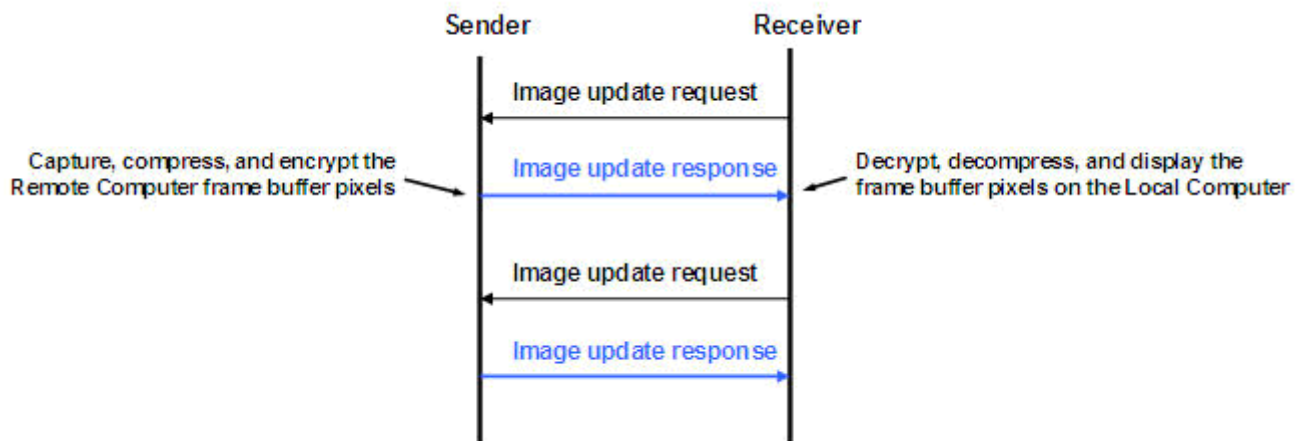 Sender
Receiver
Image update request
Capture, compress, and encrypt the
Remote Computer frame buffer pixels
Image update response
Decrypt, decompress, and display the
frame buffer pixels on the Local Computer
Image update request
Image update response